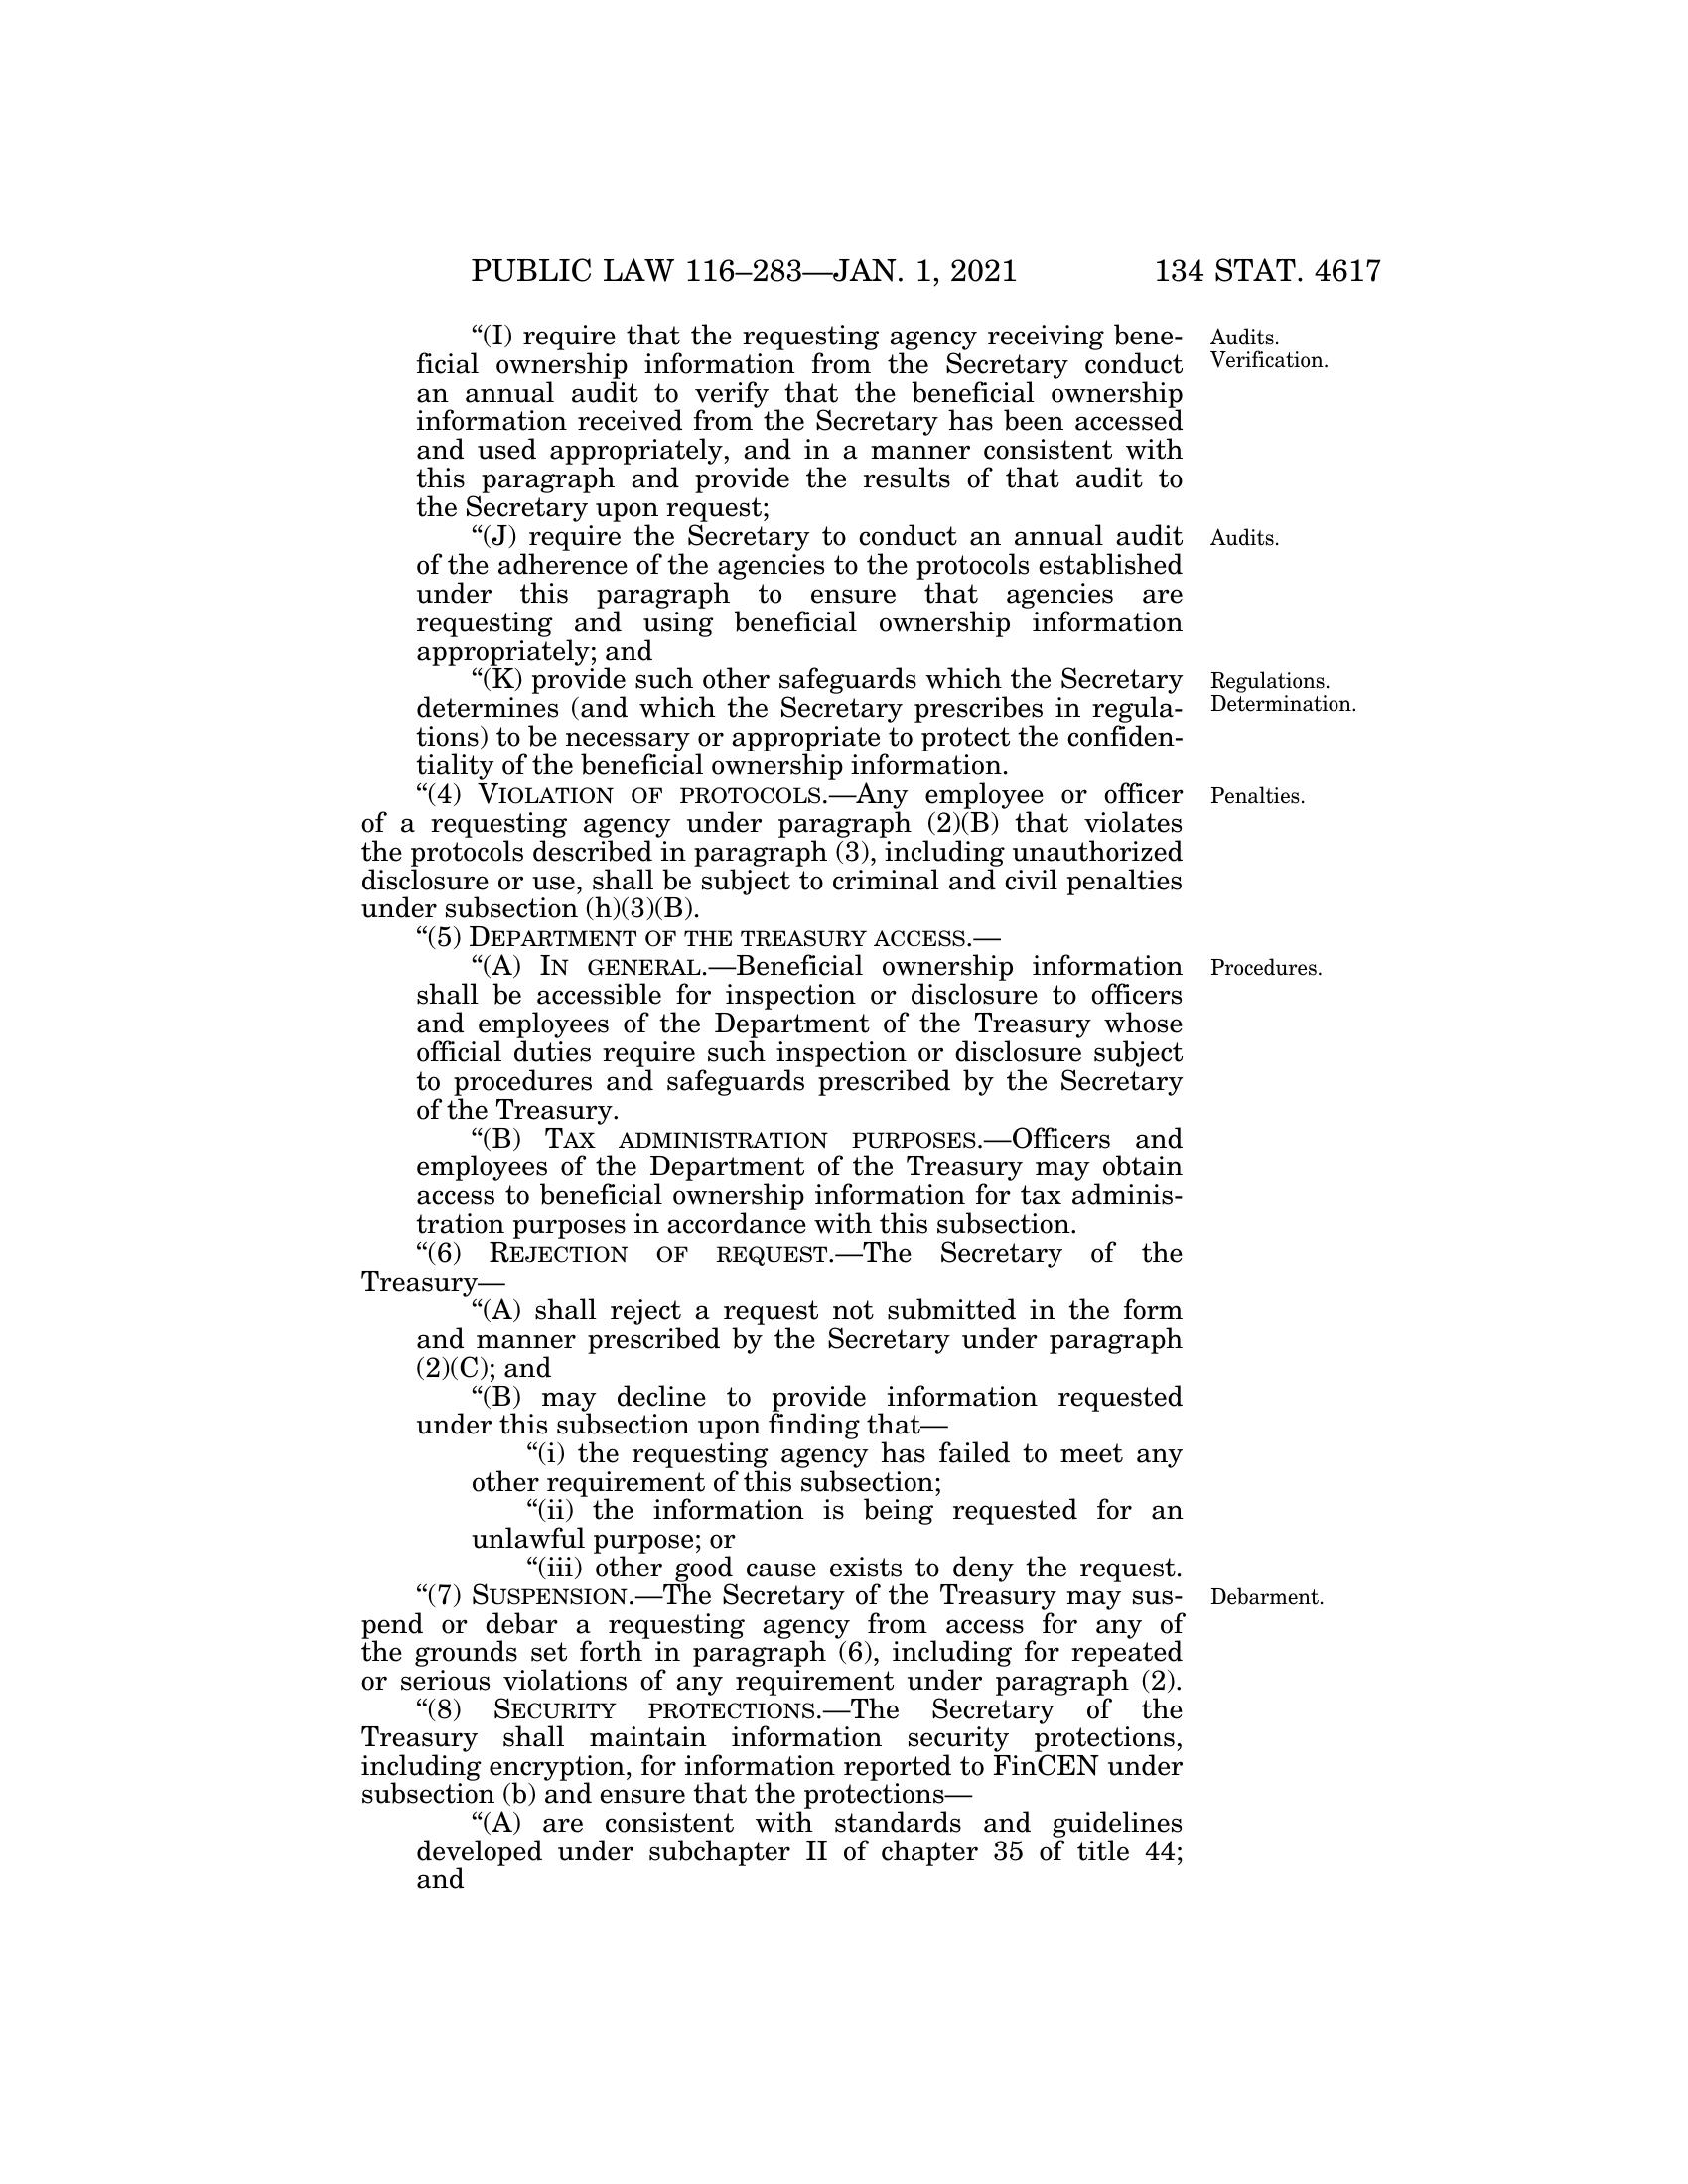 PUBLIC LAW 116–283—JAN. 1, 2021 134 STAT. 4617
“(I) require that the requesting agency receiving bene-
ficial ownership information from the Secretary conduct
an annual audit to verify that the beneficial ownership
information received from the Secretary has been accessed
and used appropriately, and in a manner consistent with
this paragraph and provide the results of that audit to
the Secretary upon request;
Audits.
Verification.
“(J) require the Secretary to conduct an annual audit
of the adherence of the agencies to the protocols established
under this paragraph to ensure that agencies are
requesting and using beneficial ownership information
appropriately; and
Audits.
“(K) provide such other safeguards which the Secretary
determines (and which the Secretary prescribes in regula-
tions) to be necessary or appropriate to protect the confiden-
tiality of the beneficial ownership information.
Regulations.
Determination.
“(4) VIOLATION OF PROTOCOLS.—Any employee or officer
of a requesting agency under paragraph (2)(B) that violates
the protocols described in paragraph (3), including unauthorized
disclosure or use, shall be subject to criminal and civil penalties
under subsection (h)(3)(B).
Penalties.
“(5) DEPARTMENT OF THE TREASURY ACCESS.—
“(A) IN GENERAL.—Beneficial ownership information
shall be accessible for inspection or disclosure to officers
and employees of the Department of the Treasury whose
official duties require such inspection or disclosure subject
to procedures and safeguards prescribed by the Secretary
of the Treasury.
Procedures.
“(B) TAX ADMINISTRATION PURPOSES.—Officers and
employees of the Department of the Treasury may obtain
access to beneficial ownership information for tax adminis-
tration purposes in accordance with this subsection.
“(6) REJECTION OF REQUEST.—The Secretary of the
Treasury—
“(A) shall reject a request not submitted in the form
and manner prescribed by the Secretary under paragraph
(2)(C); and
“(B) may decline to provide information requested
under this subsection upon finding that—
“(i) the requesting agency has failed to meet any
other requirement of this subsection;
“(ii) the information is being requested for an
unlawful purpose; or
“(iii) other good cause exists to deny the request.
“(7) SUSPENSION.—The Secretary of the Treasury may sus-
pend or debar a requesting agency from access for any of
the grounds set forth in paragraph (6), including for repeated
or serious violations of any requirement under paragraph (2).
Debarment.
“(8) SECURITY PROTECTIONS.—The Secretary of the
Treasury shall maintain information security protections,
including encryption, for information reported to FinCEN under
subsection (b) and ensure that the protections—
“(A) are consistent with standards and guidelines
developed under subchapter II of chapter 35 of title 44;
and